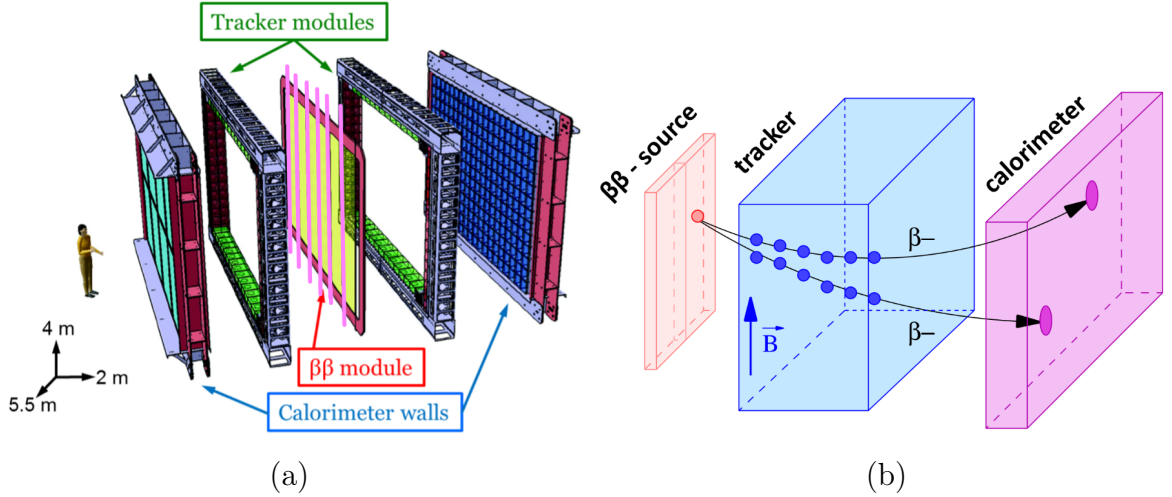 Tracker modules
ββ module
Calorimeter walls
4 m
2 m
5.5 m
(a)
ββ - source
tracker
calorimeter
β−
β−
B
(b)